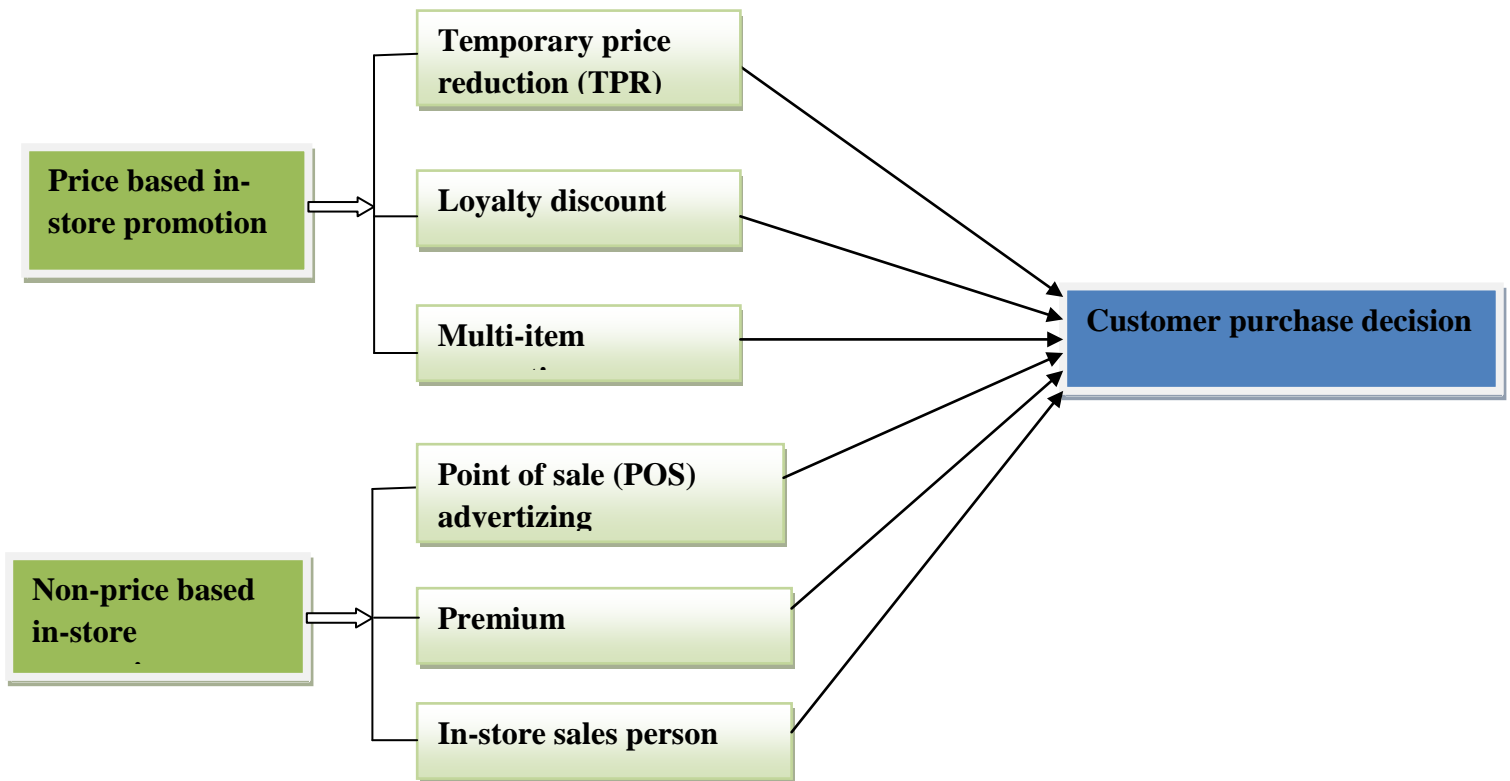 Temporary price
reduction (TPR)
Price based in-
store promotion
Loyalty discount
Multi-item
Customer purchase decision
Point of sale (POS)
advertizing
Non-price based
in-store
Premium
In-store sales person